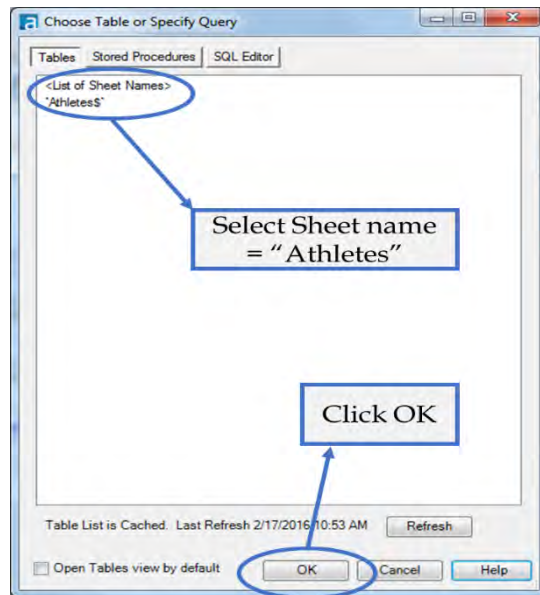 Choose Table or Specify Query
Tables Stored Procedures SQL Editor
<List of Sheet Names>
`Athletes$`
Select Sheet name
= "Athletes"
Click OK
Table List is Cached. Last Refresh 2/17/2016 10:53 AM Refresh
Open Tables view by default OK Cancel Help